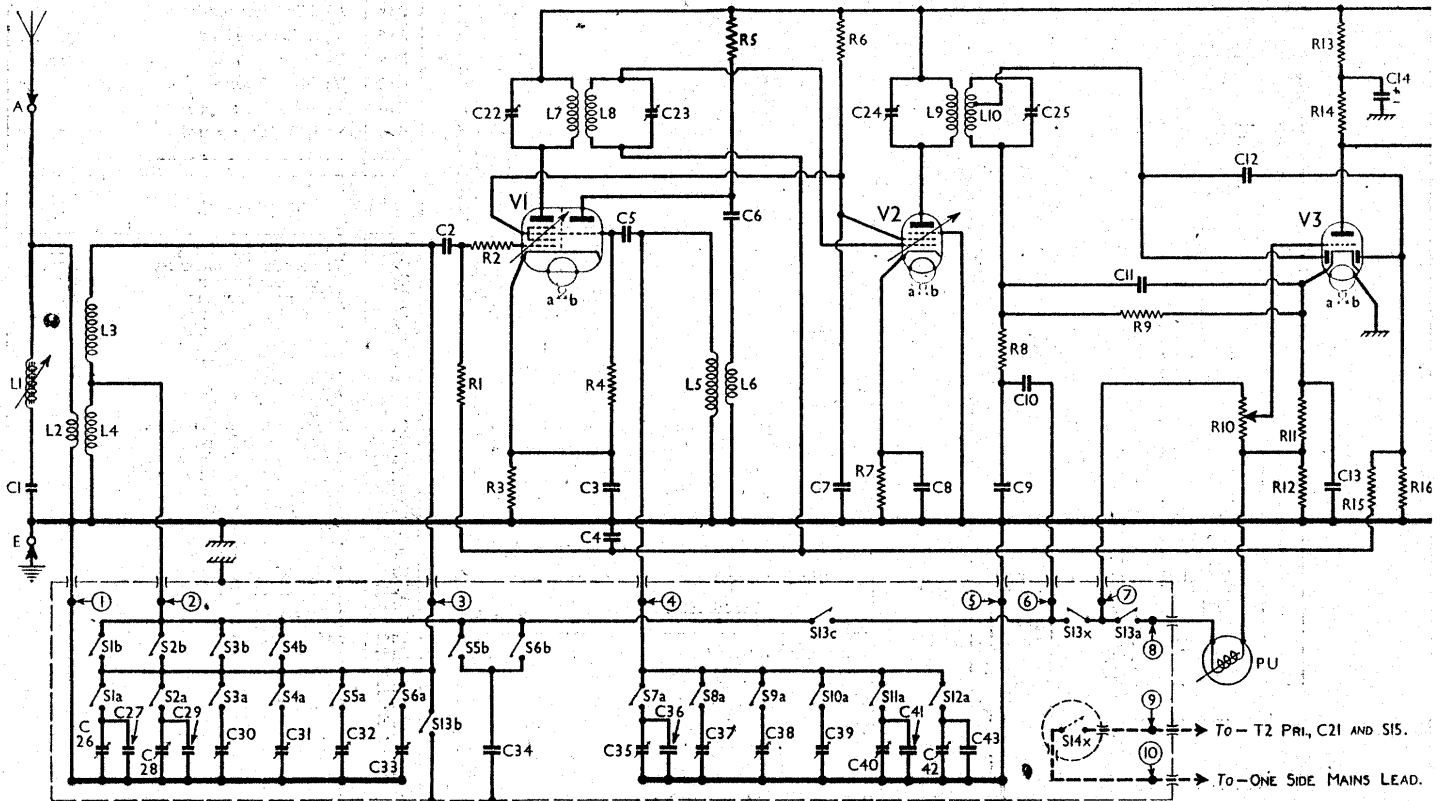 R5
R6
R13
C14
+
-
A
C22
L7
L8
C23
C24
L9
L10
C25
R14
C12
V1
C5
C6
V2
V3
C2
R2
a
b
a
b
C11
a
b
R9
L3
R8
L1
R1
R4
L5
L6
C10
L2
L4
R10
R11
C1
R3
C3
C7
R7
C8
C9
R12
C13
R15
R16
E
C4
1
2
3
4
5
6
7
S1b
S2b
S3b
S4b
S5b
S6b
S13c
S13x
S13a
8
PU
S1a
S2a
S3a
S4a
S5a
S6a
S13b
S7a
S8a
S9a
S10a
S11a
S12a
C26
C27
C28
C29
C30
C31
C32
C33
C34
C35
C36
C37
C38
C39
C40
C41
C42
C43
S14x
9
To – T2 PRI., C21 AND S15.
10
To – ONE SIDE MAINS LEAD.